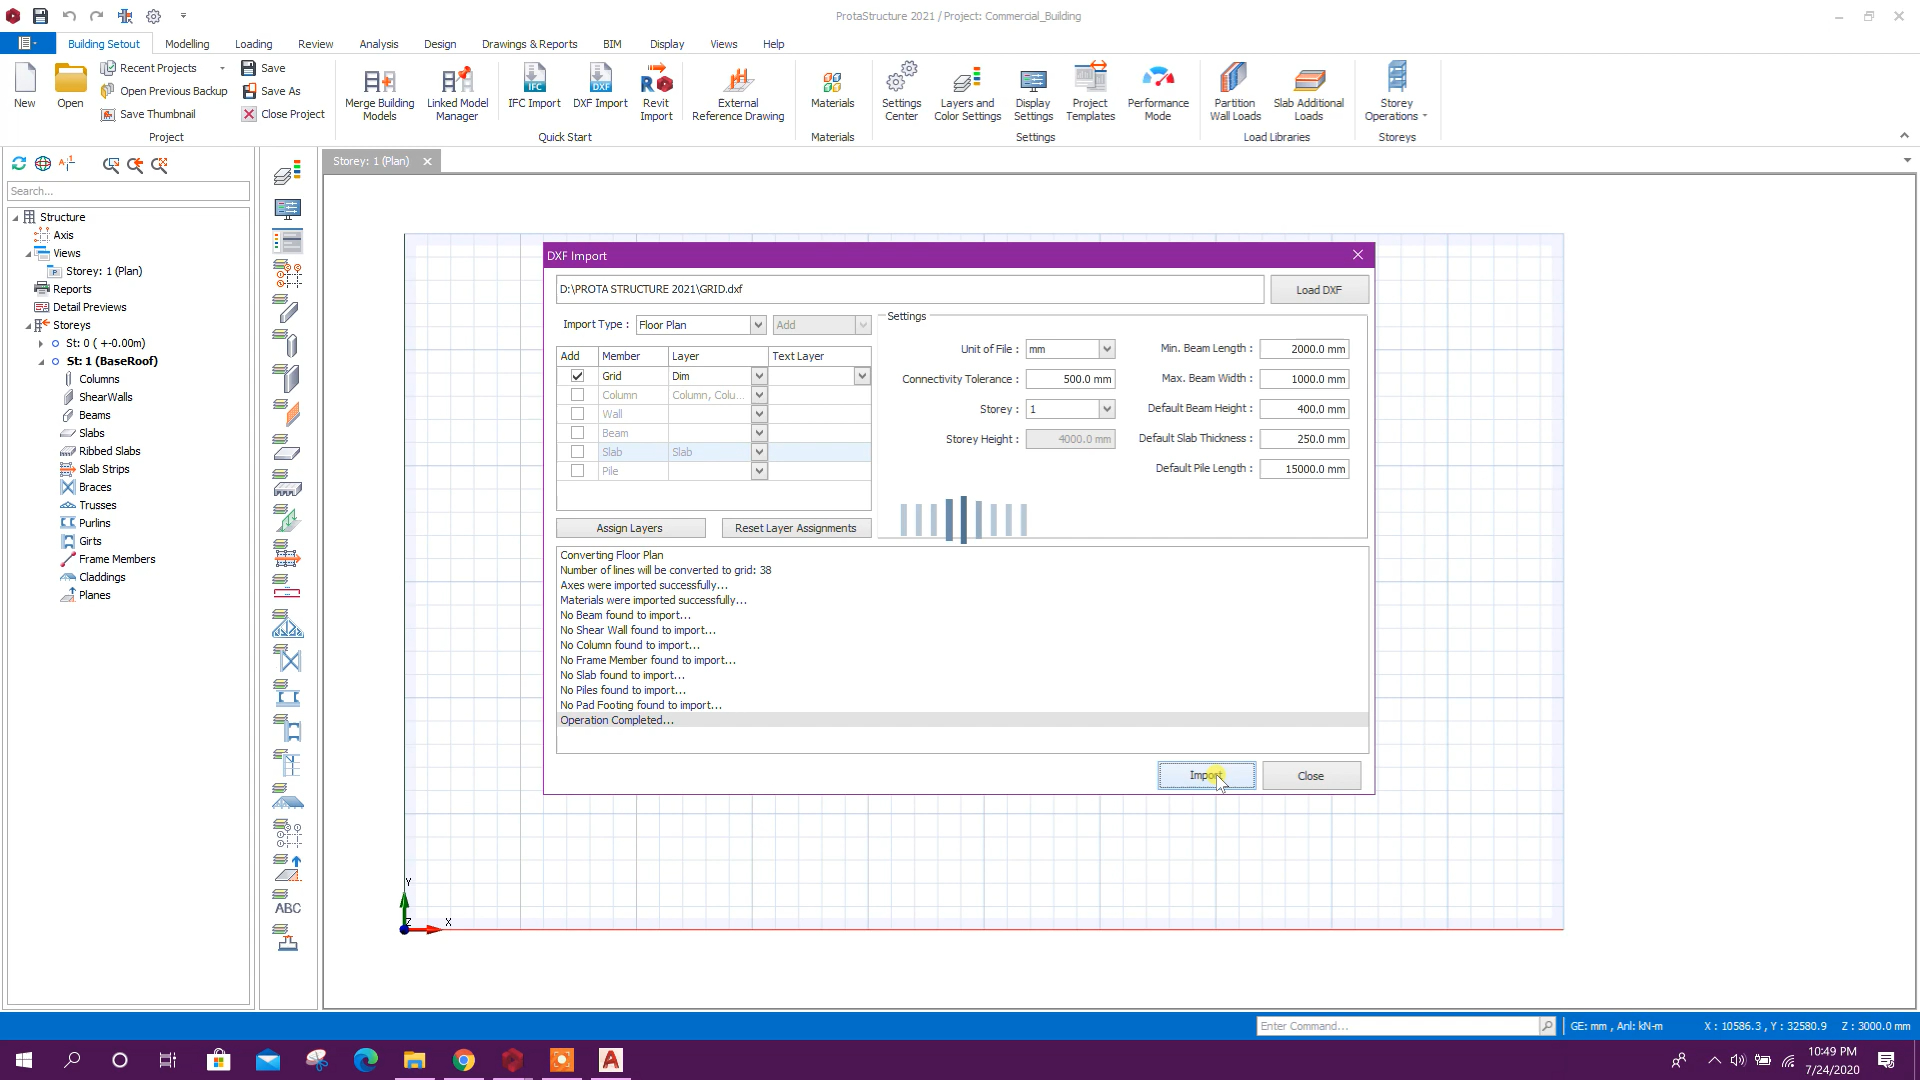 ProtaStructure 2021 / Project: Commercial_Building
Building Setout
Modelling
Loading
Review
Analysis
Design
Drawings & Reports
BIM
Display
Views
Help
New
Open
Recent Projects
Open Previous Backup
Save Thumbnail
Save
Save As
Close Project
Project
Merge Building Models
Linked Model Manager
IFC Import
DXF Import
Revit Import
External Reference Drawing
Quick Start
Materials
Materials
Settings Center
Layers and Color Settings
Display Settings
Project Templates
Performance Mode
Settings
Partition Wall Loads
Slab Additional Loads
Load Libraries
Storey Operations
Storeys
Storey: 1 (Plan)
Search...
Structure
Axis
Views
Storey: 1 (Plan)
Reports
Detail Previews
Storeys
St: 0 ( +-0.00m)
St: 1 (BaseRoof)
Columns
ShearWalls
Beams
Slabs
Ribbed Slabs
Slab Strips
Braces
Trusses
Purlins
Girts
Frame Members
Claddings
Planes
ABC
DXF Import
D:\PROTA STRUCTURE 2021\GRID.dxf
Load DXF
Import Type :
Floor Plan
Add
Add Member Layer Text Layer
Grid Dim
Column Column, Colu...
Wall
Beam
Slab Slab
Pile
Assign Layers
Reset Layer Assignments
Settings
Unit of File : mm
Connectivity Tolerance : 500.0 mm
Storey : 1
Storey Height : 4000.0 mm
Min. Beam Length : 2000.0 mm
Max. Beam Width : 1000.0 mm
Default Beam Height : 400.0 mm
Default Slab Thickness : 250.0 mm
Default Pile Length : 15000.0 mm
Converting Floor Plan
Number of lines will be converted to grid: 38
Axes were imported successfully...
Materials were imported successfully...
No Beam found to import...
No Shear Wall found to import...
No Column found to import...
No Frame Member found to import...
No Slab found to import...
No Piles found to import...
No Pad Footing found to import...
Operation Completed...
Import
Close
Y
Z
X
Enter Command...
GE: mm , Anl: kN-m
X : 10586.3 , Y : 32580.9 Z : 3000.0 mm
10:49 PM
7/24/2020